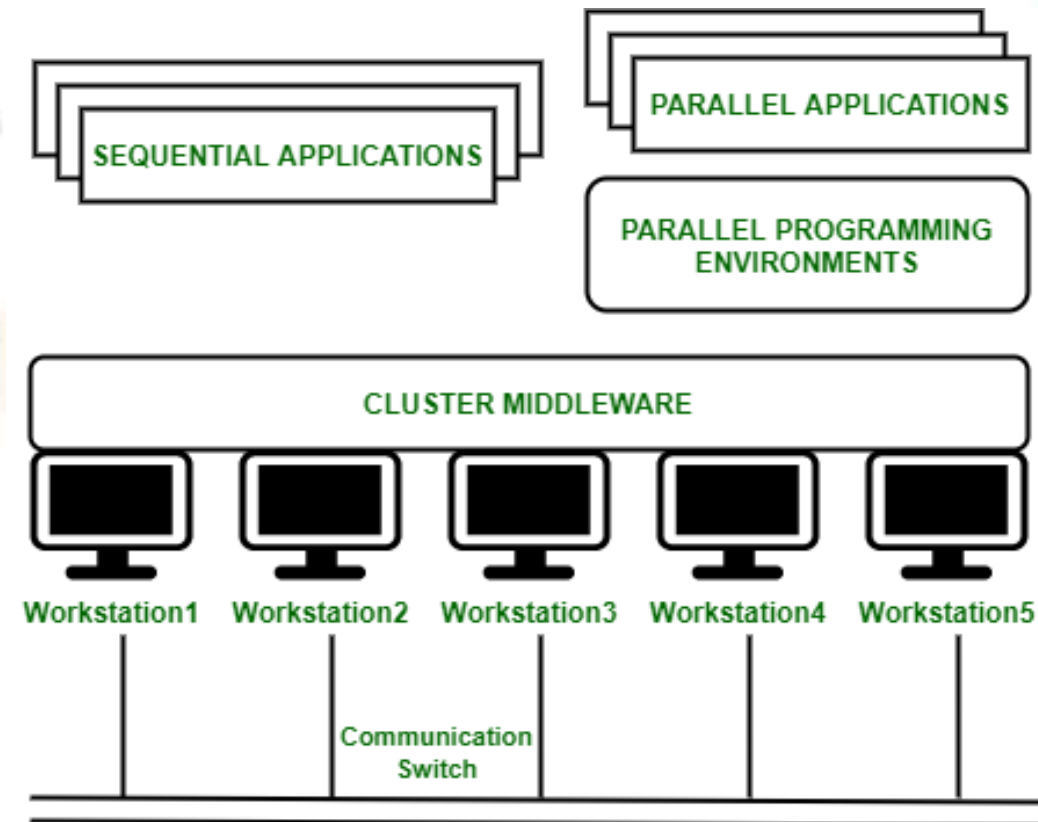 SEQUENTIAL APPLICATIONS
PARALLEL APPLICATIONS
PARALLEL PROGRAMMING
ENVIRONMENTS
CLUSTER MIDDLEWARE
Workstation1
Workstation2
Workstation3
Workstation4
Workstation5
Communication
Switch